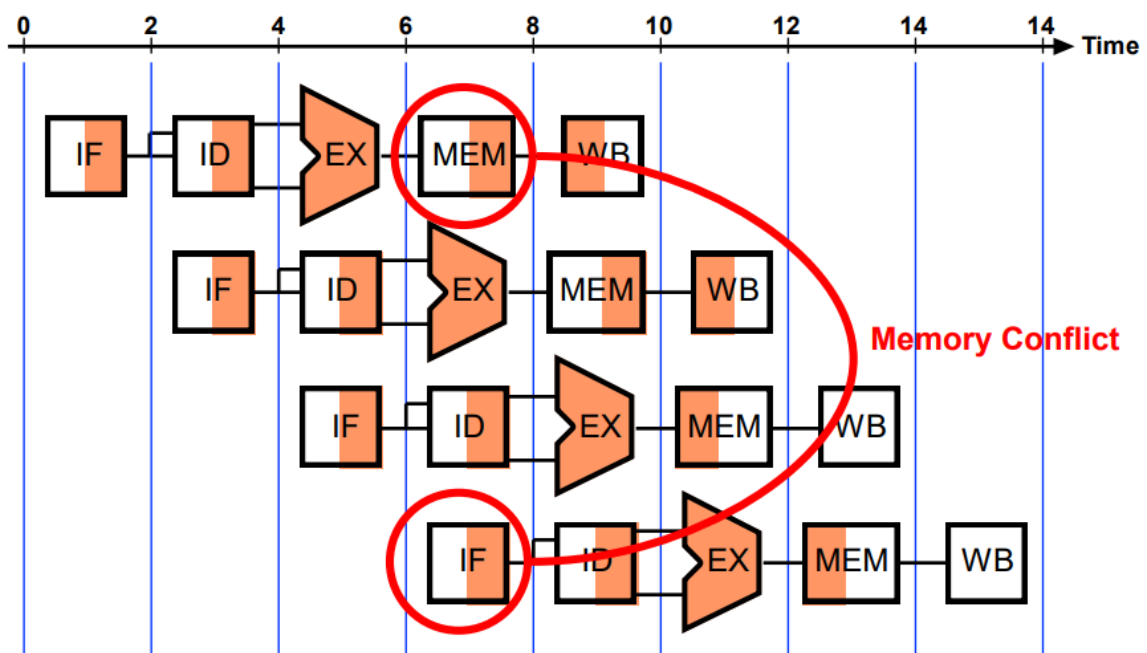 0 2 4 6 8 10 12 14 14
Time
IF ID EX MEM WB
IF ID EX MEM WB
Memory Conflict
IF ID EX MEM WB
IF ID EX MEM WB